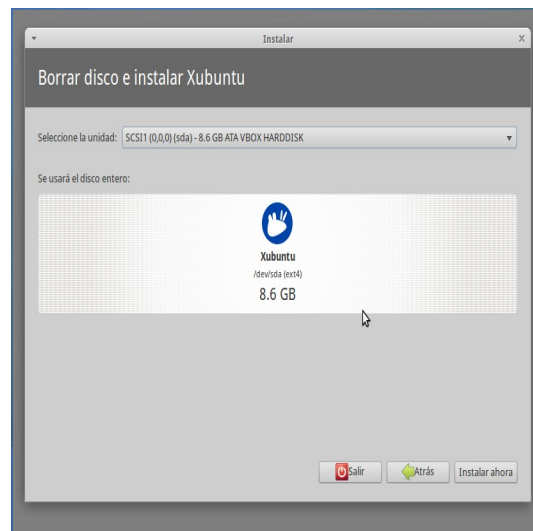 Instalar
Borrar disco e instalar Xubuntu
Seleccione la unidad: SCSI1 (0,0,0) (sda) - 8.6 GB ATA VBOX HARDDISK
Se usará el disco entero:
Xubuntu
/dev/sda (ext4)
8.6 GB
Salir Atrás Instalar ahora